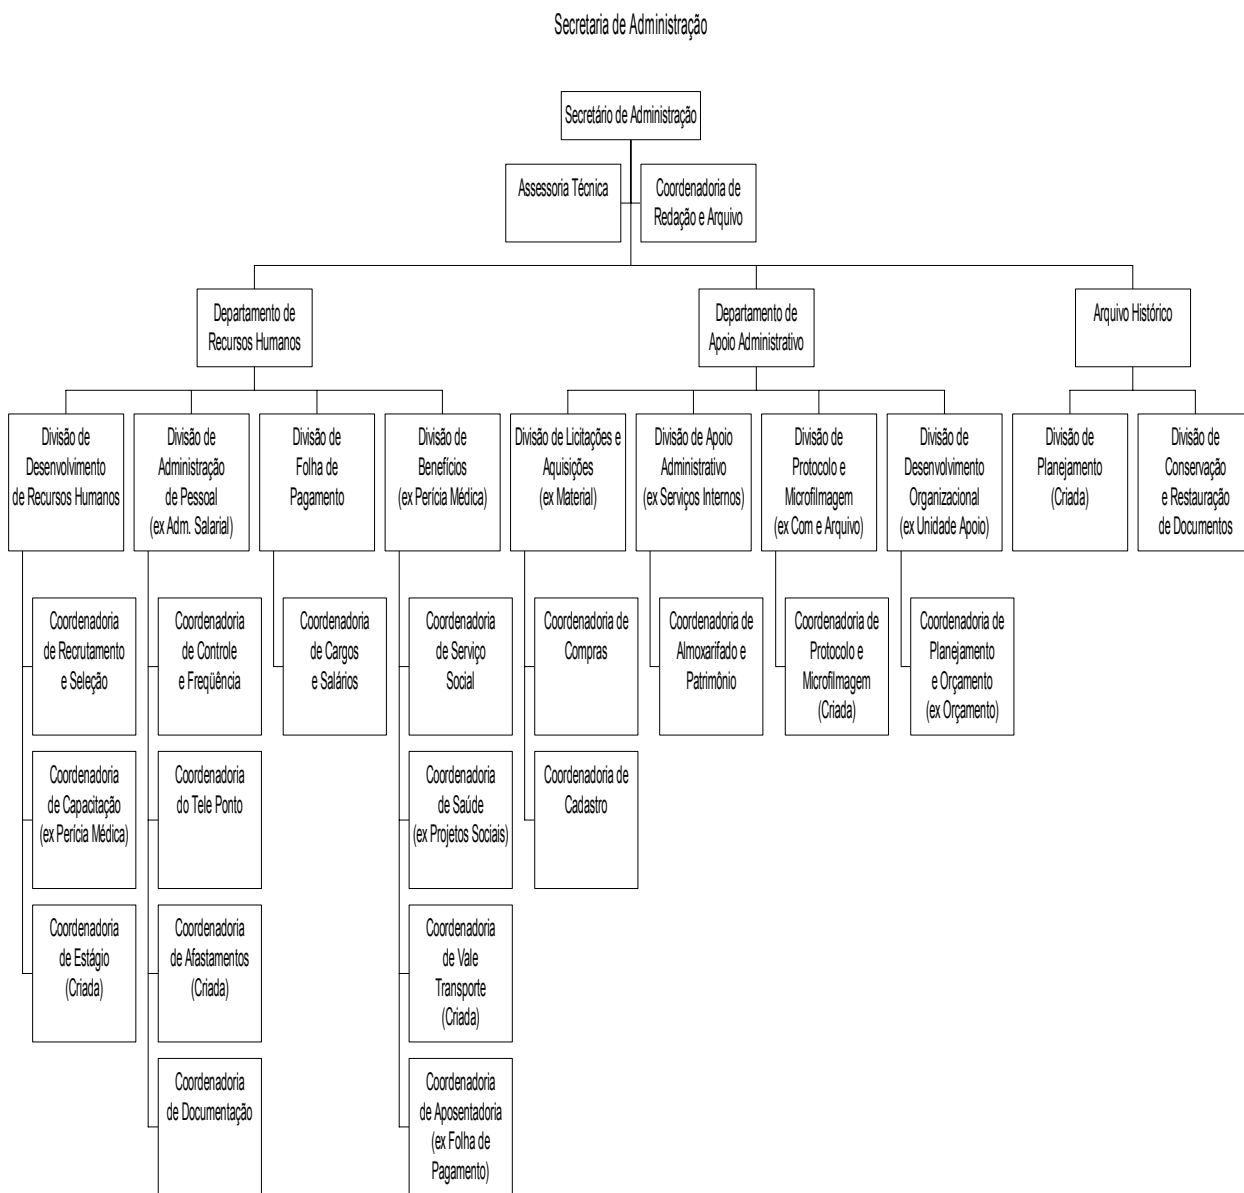 Secretaria de Administração
Secretário de Administração
Assessoria Técnica
Coordenadoria de
Redação e Arquivo
Departamento de
Recursos Humanos
Departamento de
Apoio Administrativo
Arquivo Histórico
Divisão de
Desenvolvimento
de Recursos Humanos
Divisão de
Administração
de Pessoal
(ex Adm. Salarial)
Divisão de
Folha de
Pagamento
Divisão de
Benefícios
(ex Perícia Médica)
Divisão de Licitações e
Aquisições
(ex Material)
Divisão de Apoio
Administrativo
(ex Serviços Internos)
Divisão de
Protocolo e
Microfilmagem
(ex Com e Arquivo)
Divisão de
Desenvolvimento
Organizacional
(ex Unidade Apoio)
Divisão de
Planejamento
(Criada)
Divisão de
Conservação
e Restauração
de Documentos
Coordenadoria
de Recrutamento
e Seleção
Coordenadoria
de Controle
e Freqüência
Coordenadoria
de Cargos
e Salários
Coordenadoria
de Serviço
Social
Coordenadoria de
Compras
Coordenadoria de
Almoxarifado e
Patrimônio
Coordenadoria de
Protocolo e
Microfilmagem
(Criada)
Coordenadoria de
Planejamento
e Orçamento
(ex Orçamento)
Coordenadoria
de Capacitação
(ex Perícia Médica)
Coordenadoria
do Tele Ponto
Coordenadoria
de Saúde
(ex Projetos Sociais)
Coordenadoria de
Cadastro
Coordenadoria
de Estágio
(Criada)
Coordenadoria
de Afastamentos
(Criada)
Coordenadoria
de Vale
Transporte
(Criada)
Coordenadoria
de Documentação
Coordenadoria
de Aposentadoria
(ex Folha de
Pagamento)